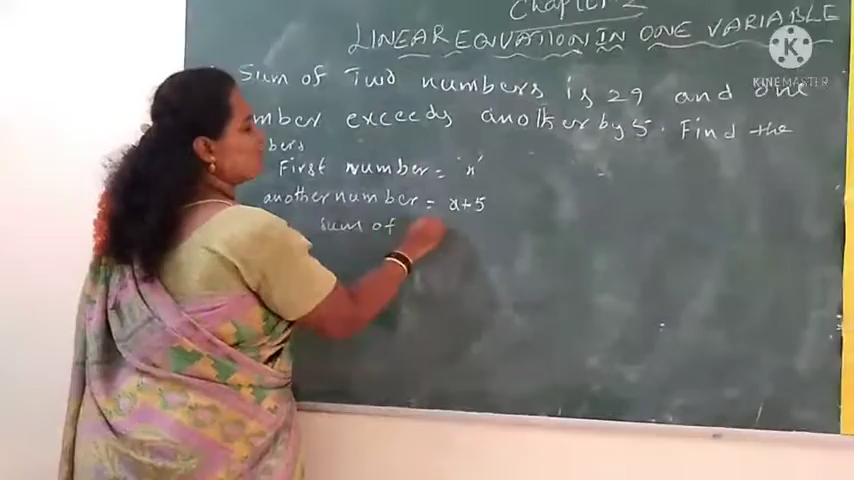 Chapter-2
LINEAR EQUATION IN ONE VARIABLE
KINEMASTER
Sum of Two numbers is 29 and one
mber exceeds another by 5. Find the
bers
First number = 'x'
another number = x+5
sum of